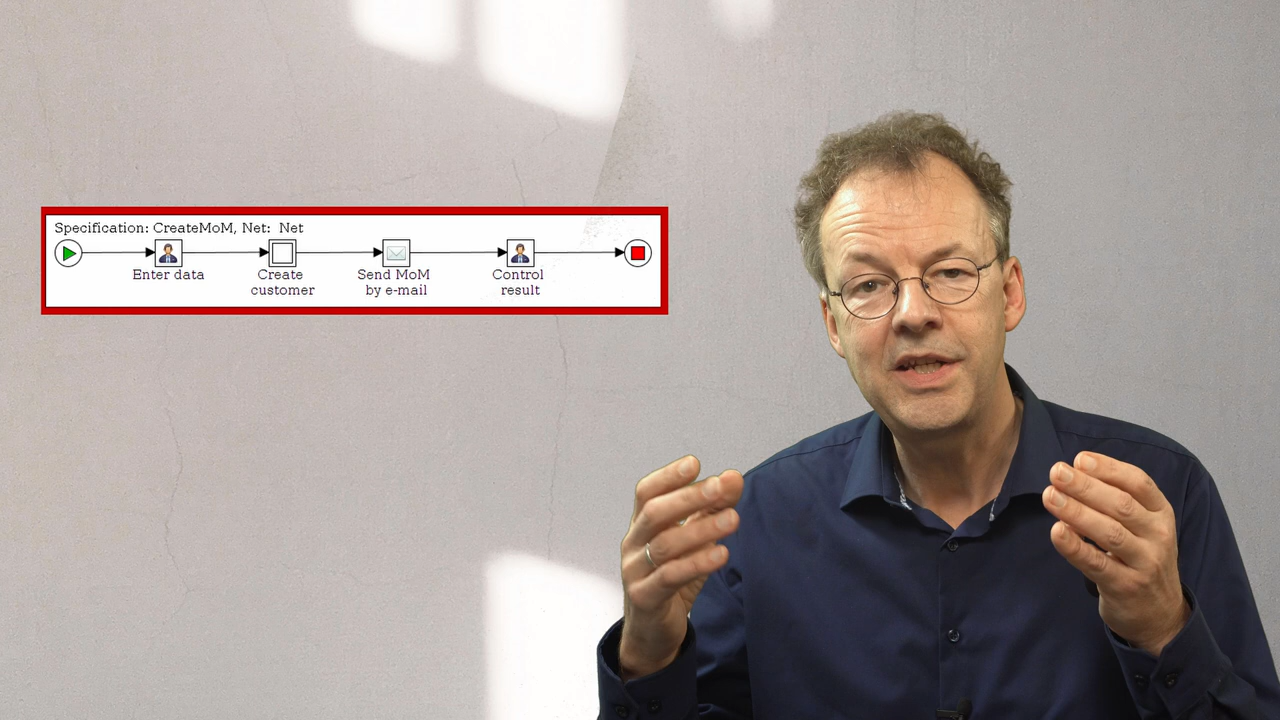 Specification: CreateMoM, Net: Net
Enter data
Create
customer
Send MoM
by e-mail
Control
result